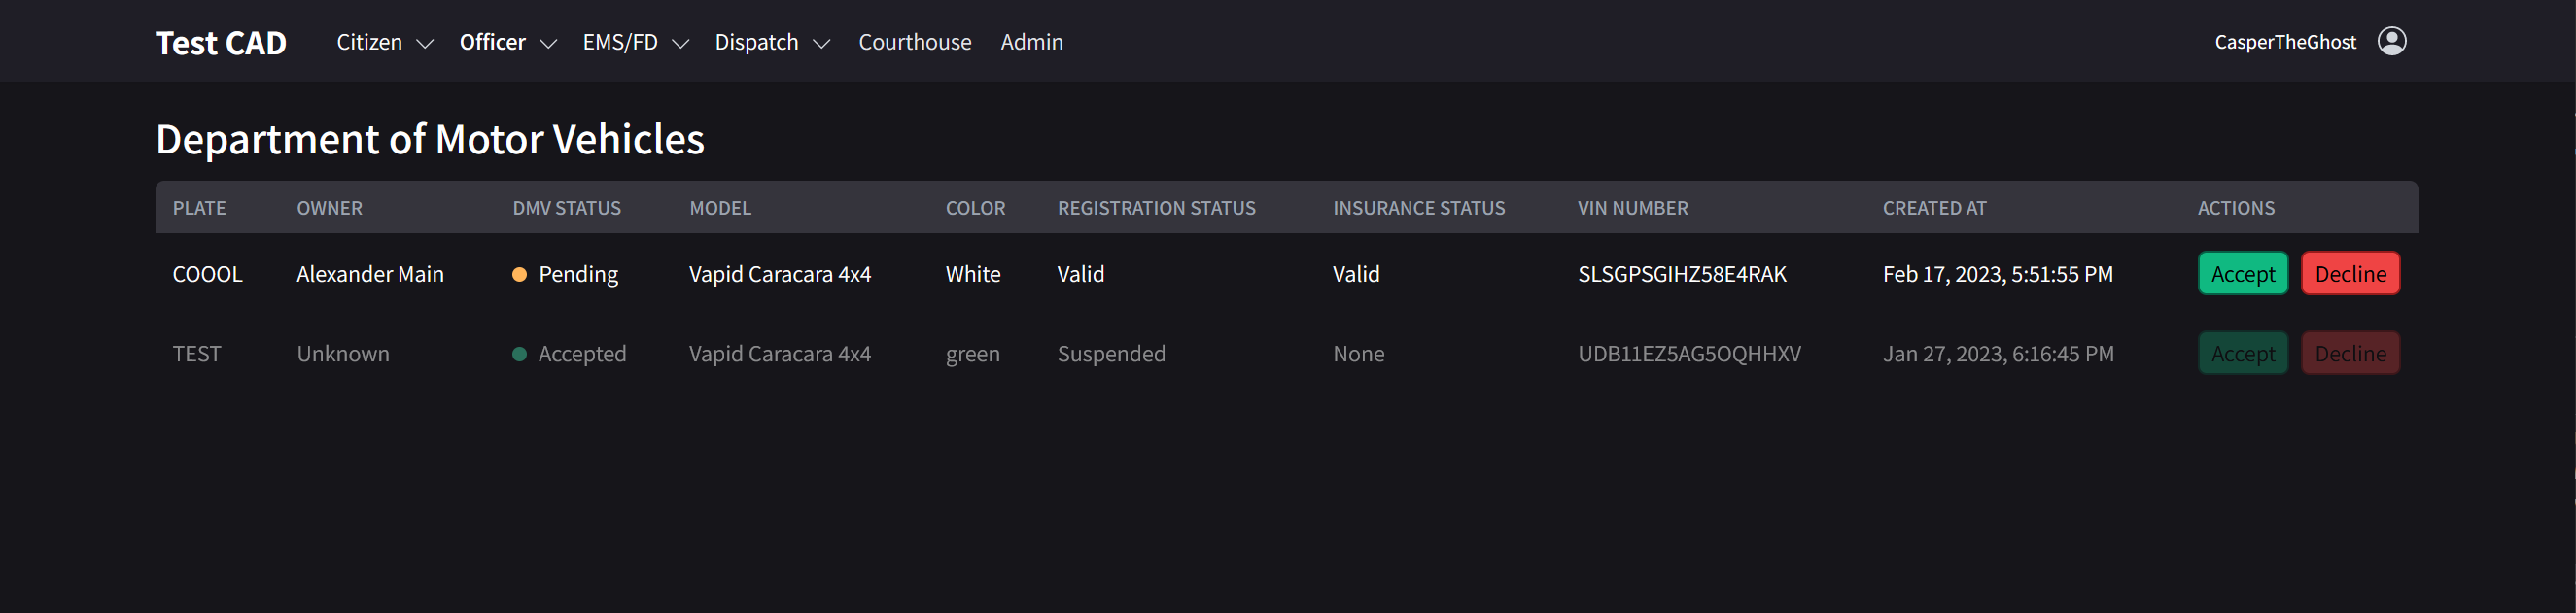 Test CAD Citizen Officer EMS/FD Dispatch Courthouse Admin CasperTheGhost
Department of Motor Vehicles
PLATE OWNER DMV STATUS MODEL COLOR REGISTRATION STATUS INSURANCE STATUS VIN NUMBER CREATED AT ACTIONS
COOOL Alexander Main Pending Vapid Caracara 4x4 White Valid Valid SLSGPSGIHZ58E4RAK Feb 17, 2023, 5:51:55 PM Accept Decline
TEST Unknown Accepted Vapid Caracara 4x4 green Suspended None UDB11EZ5AG5OQHHXV Jan 27, 2023, 6:16:45 PM Accept Decline